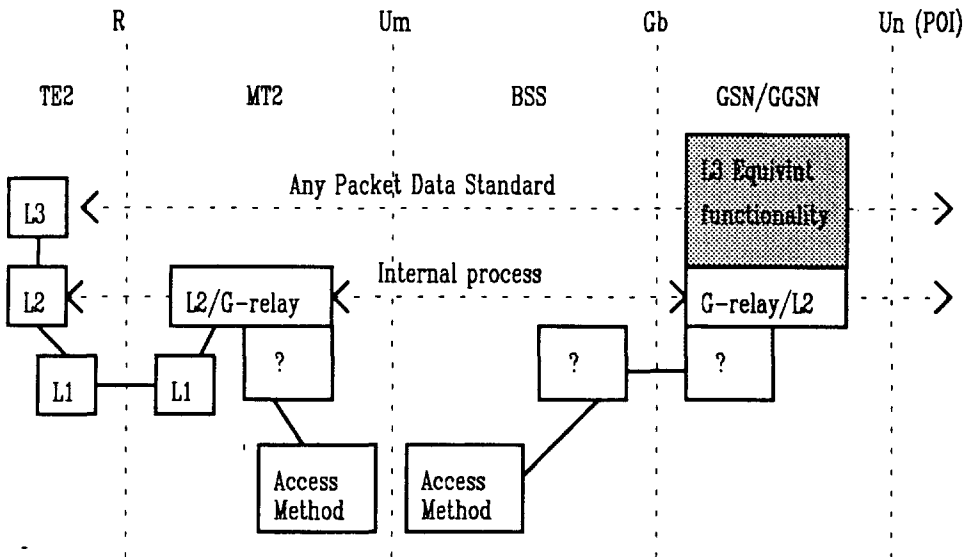 R Um Gb Un (POI)
TE2 MT2 BSS GSN/GGSN
L3 Equivlnt
functionality
Any Packet Data Standard
L3
Internal process
L2
L2/G-relay
G-relay/L2
?
?
?
L1
L1
Access
Method
Access
Method